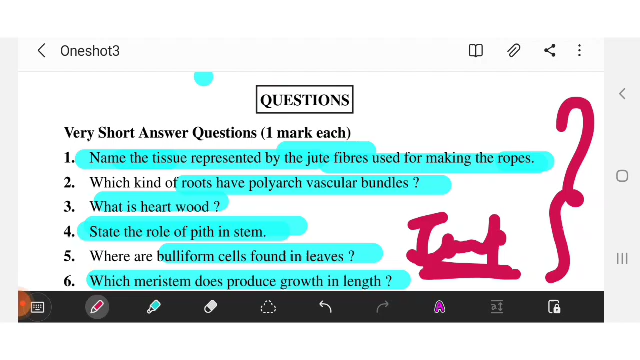 Oneshot3
QUESTIONS
Very Short Answer Questions (1 mark each)
1. Name the tissue represented by the jute fibres used for making the ropes.
2. Which kind of roots have polyarch vascular bundles ?
3. What is heart wood ?
4. State the role of pith in stem.
5. Where are bulliform cells found in leaves ?
6. Which meristem does produce growth in length ?